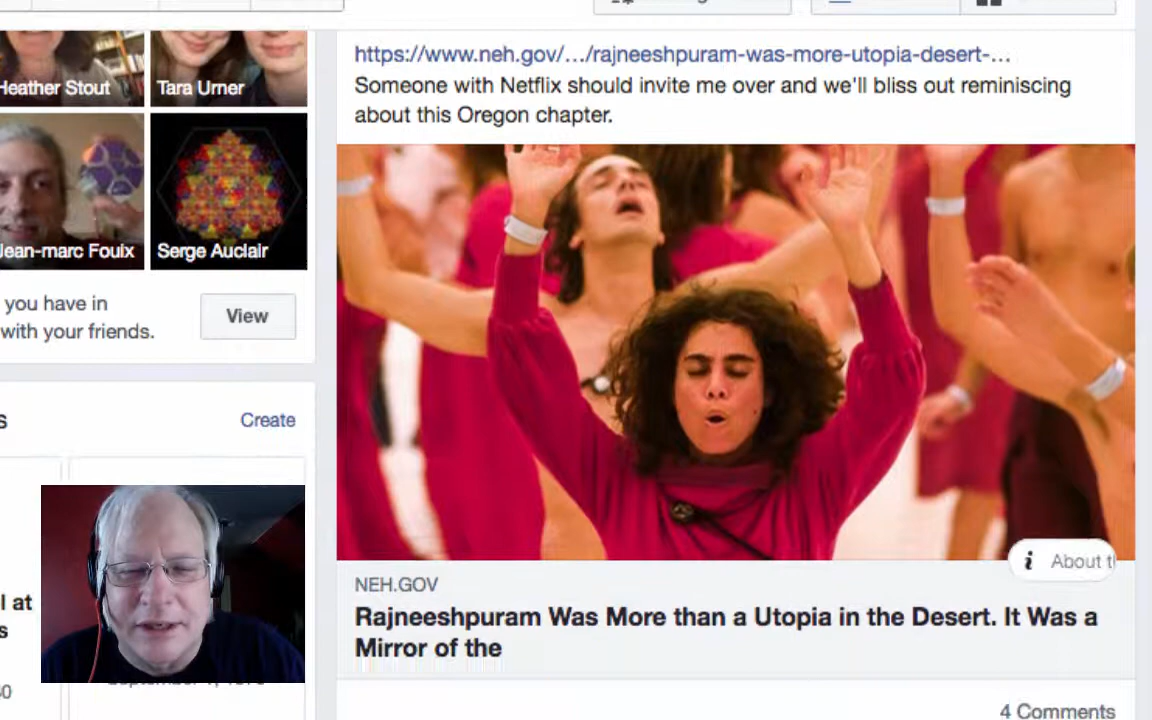 https://www.neh.gov/.../rajneeshpuram-was-more-utopia-desert-...
Someone with Netflix should invite me over and we'll bliss out reminiscing
about this Oregon chapter.
Heather Stout
Tara Urner
Jean-marc Fouix
Serge Auclair
you have in
with your friends.
View
Create
l at
About t
NEH.GOV
Rajneeshpuram Was More than a Utopia in the Desert. It Was a
Mirror of the
4 Comments